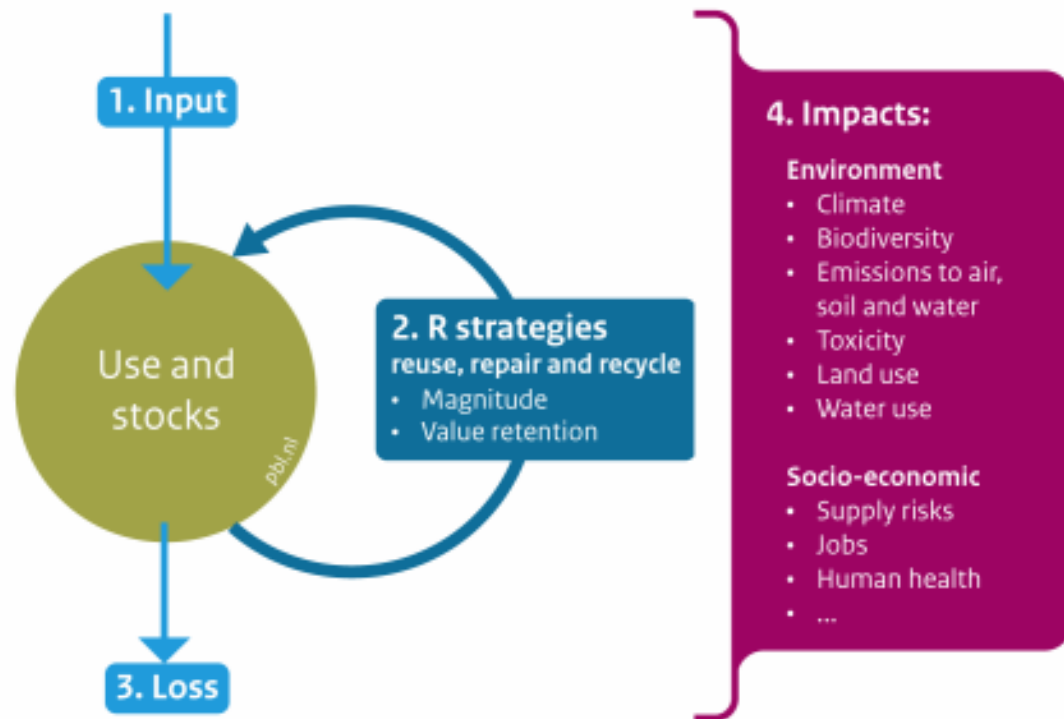 1. Input
Use and
stocks
pbl.nl
3. Loss
2. R strategies
reuse, repair and recycle
• Magnitude
• Value retention
4. Impacts:
Environment
• Climate
• Biodiversity
• Emissions to air,
soil and water
• Toxicity
• Land use
• Water use
Socio-economic
• Supply risks
• Jobs
• Human health
• ...